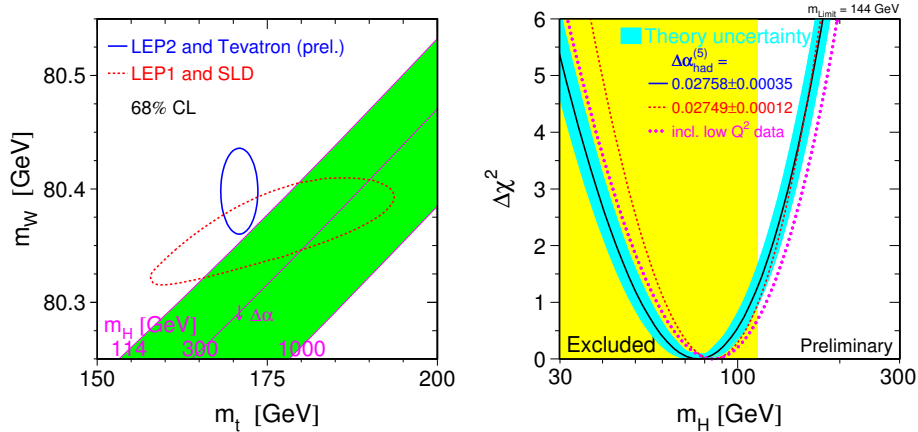 LEP2 and Tevatron (prel.)
LEP1 and SLD
68% CL
80.5
80.4
80.3
m_W [GeV]
m_H [GeV]
114 300 1000
Δα
150 175 200
m_t [GeV]
m_Limit = 144 GeV
Theory uncertainty
Δα_had^(5) =
0.02758±0.00035
0.02749±0.00012
incl. low Q^2 data
6
5
4
3
2
1
0
Δχ^2
Excluded
Preliminary
30 100 300
m_H [GeV]